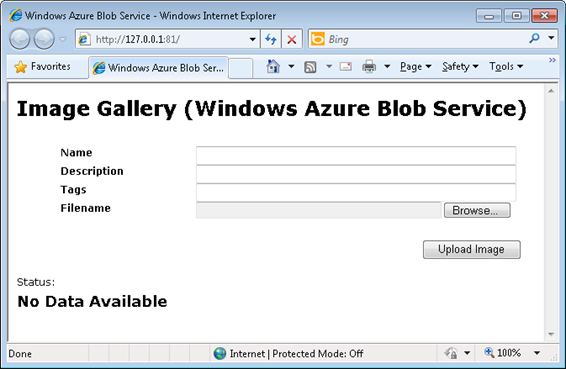 Windows Azure Blob Service - Windows Internet Explorer
http://127.0.0.1:81/ Bing
Favorites Windows Azure Blob Ser... Page Safety Tools »
Image Gallery (Windows Azure Blob Service)
Name
Description
Tags
Filename Browse...
Upload Image
Status:
No Data Available
Done Internet | Protected Mode: Off 100%